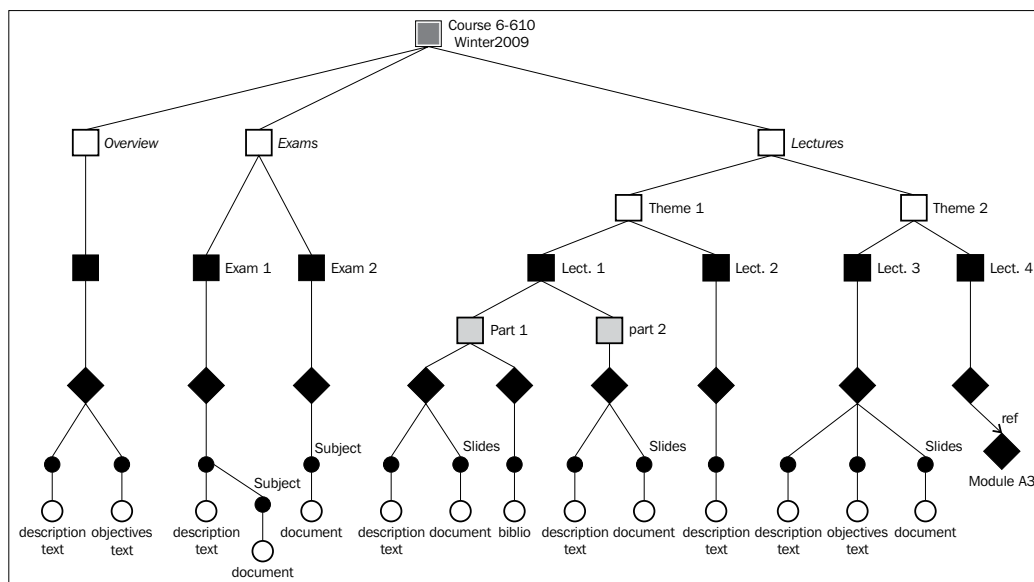 Course 6-610
Winter2009
Overview
Exams
Lectures
Theme 1
Theme 2
Exam 1
Exam 2
Lect. 1
Lect. 2
Lect. 3
Lect. 4
Part 1
part 2
ref
Subject
Slides
Slides
Slides
Subject
Module A3
description
text
objectives
text
description
text
document
document
description
text
document
biblio
description
text
document
description
text
description
text
objectives
text
document